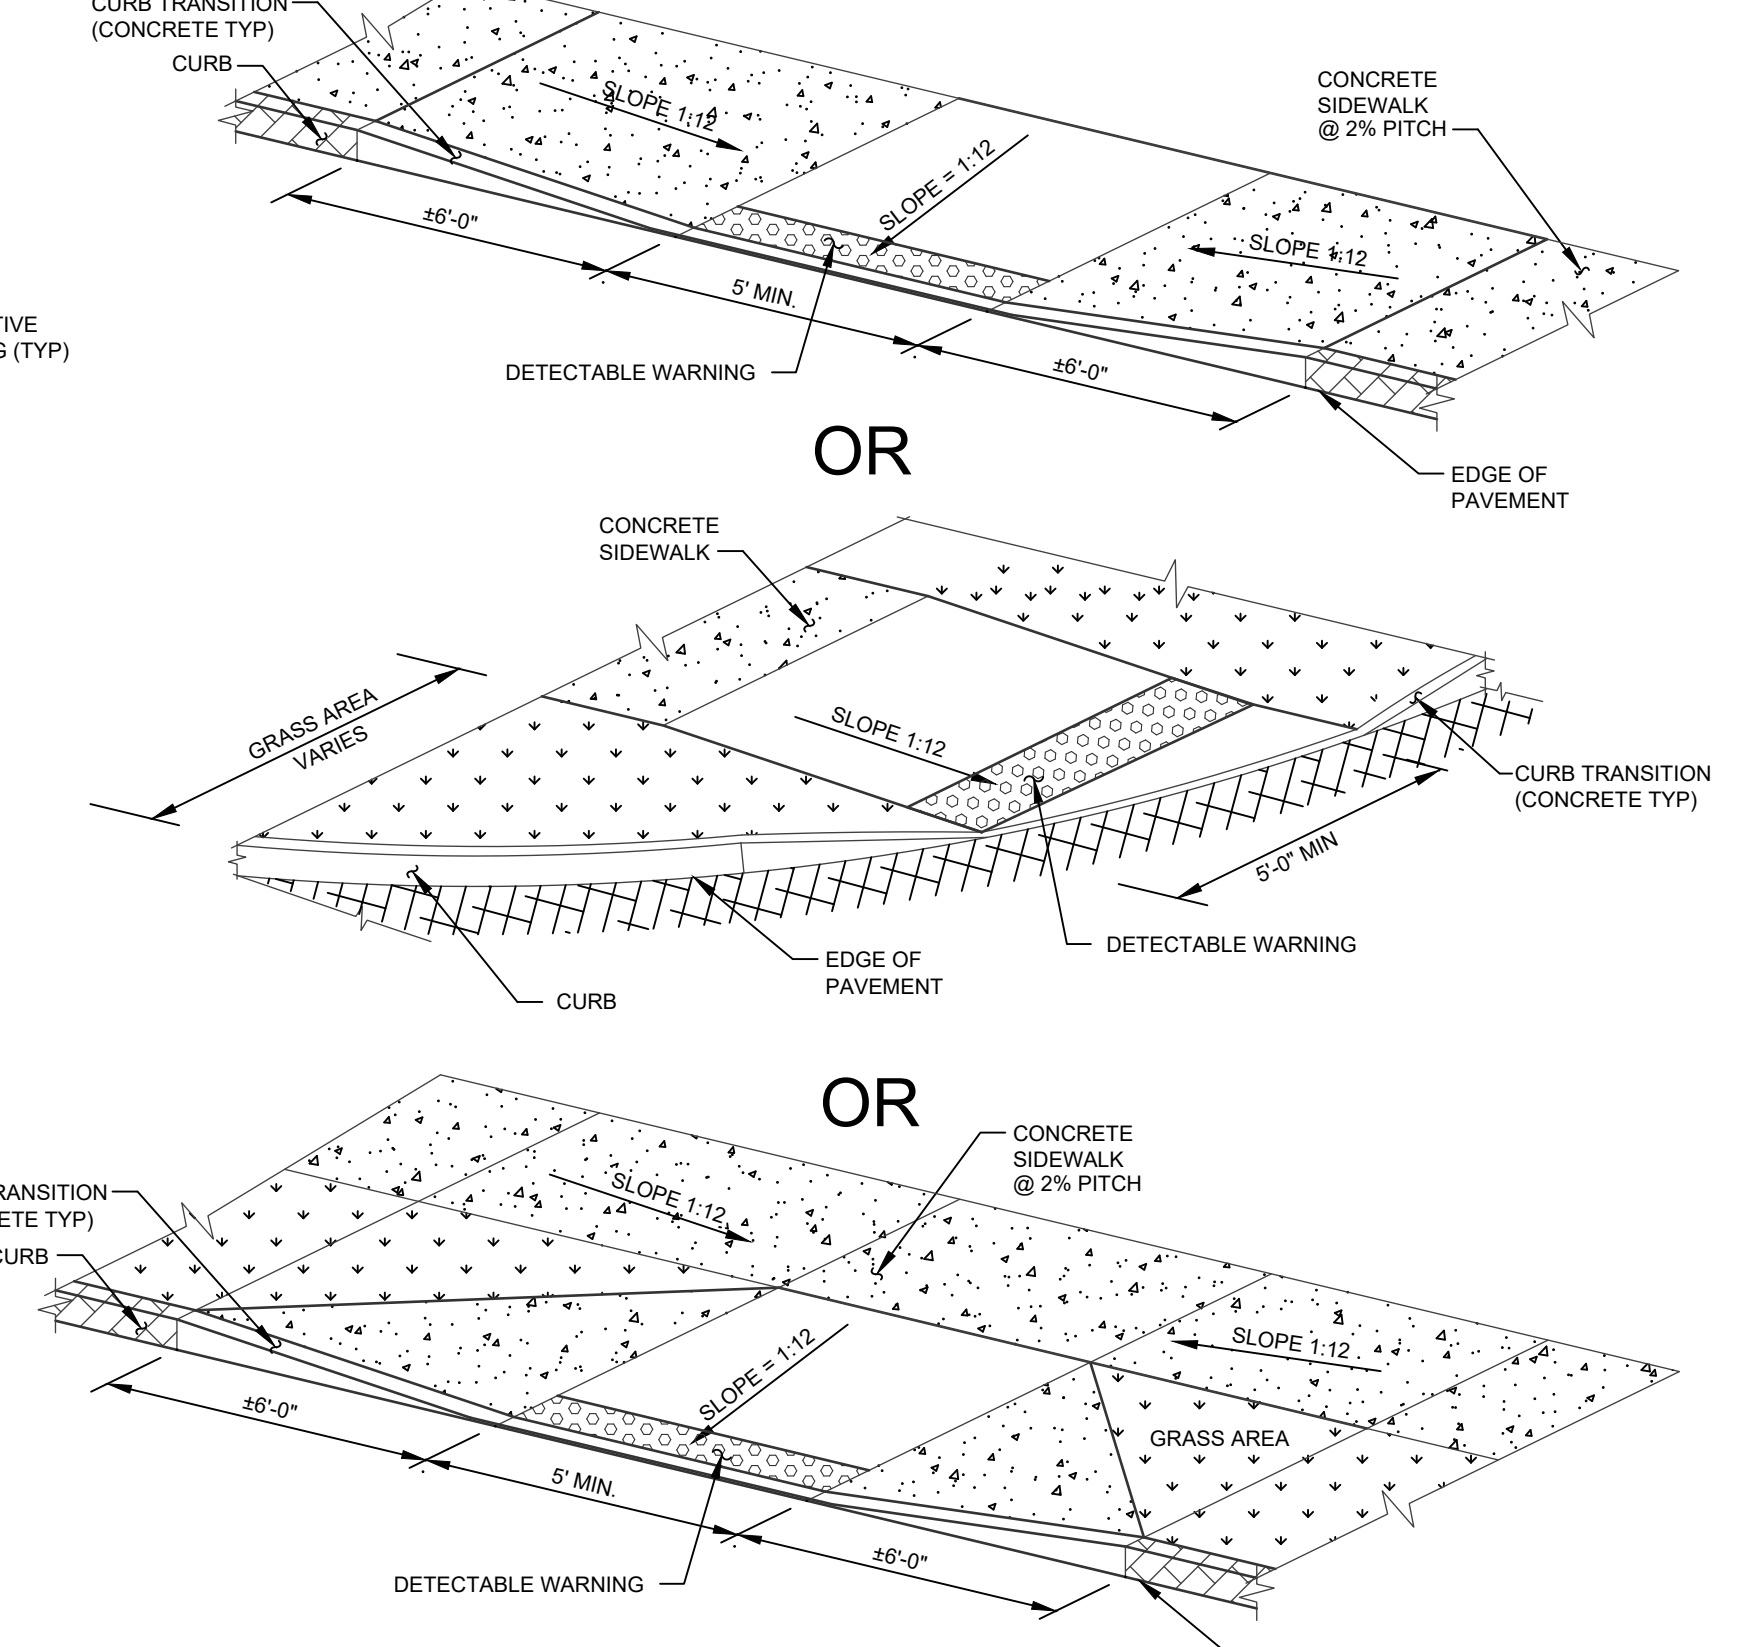 CURB TRANSITION
(CONCRETE TYP)
CURB
SLOPE 1:12
SLOPE = 1:12
CONCRETE
SIDEWALK
@ 2% PITCH
SLOPE 1:12
±6'-0"
5' MIN.
±6'-0"
TIVE
G (TYP)
DETECTABLE WARNING
EDGE OF
PAVEMENT
OR
CONCRETE
SIDEWALK
GRASS AREA
VARIES
SLOPE 1:12
CURB TRANSITION
(CONCRETE TYP)
5'-0" MIN
DETECTABLE WARNING
EDGE OF
PAVEMENT
CURB
OR
CONCRETE
SIDEWALK
@ 2% PITCH
RANSITION
ETE TYP)
CURB
SLOPE 1:12
SLOPE = 1:12
SLOPE 1:12
GRASS AREA
±6'-0"
5' MIN.
±6'-0"
DETECTABLE WARNING